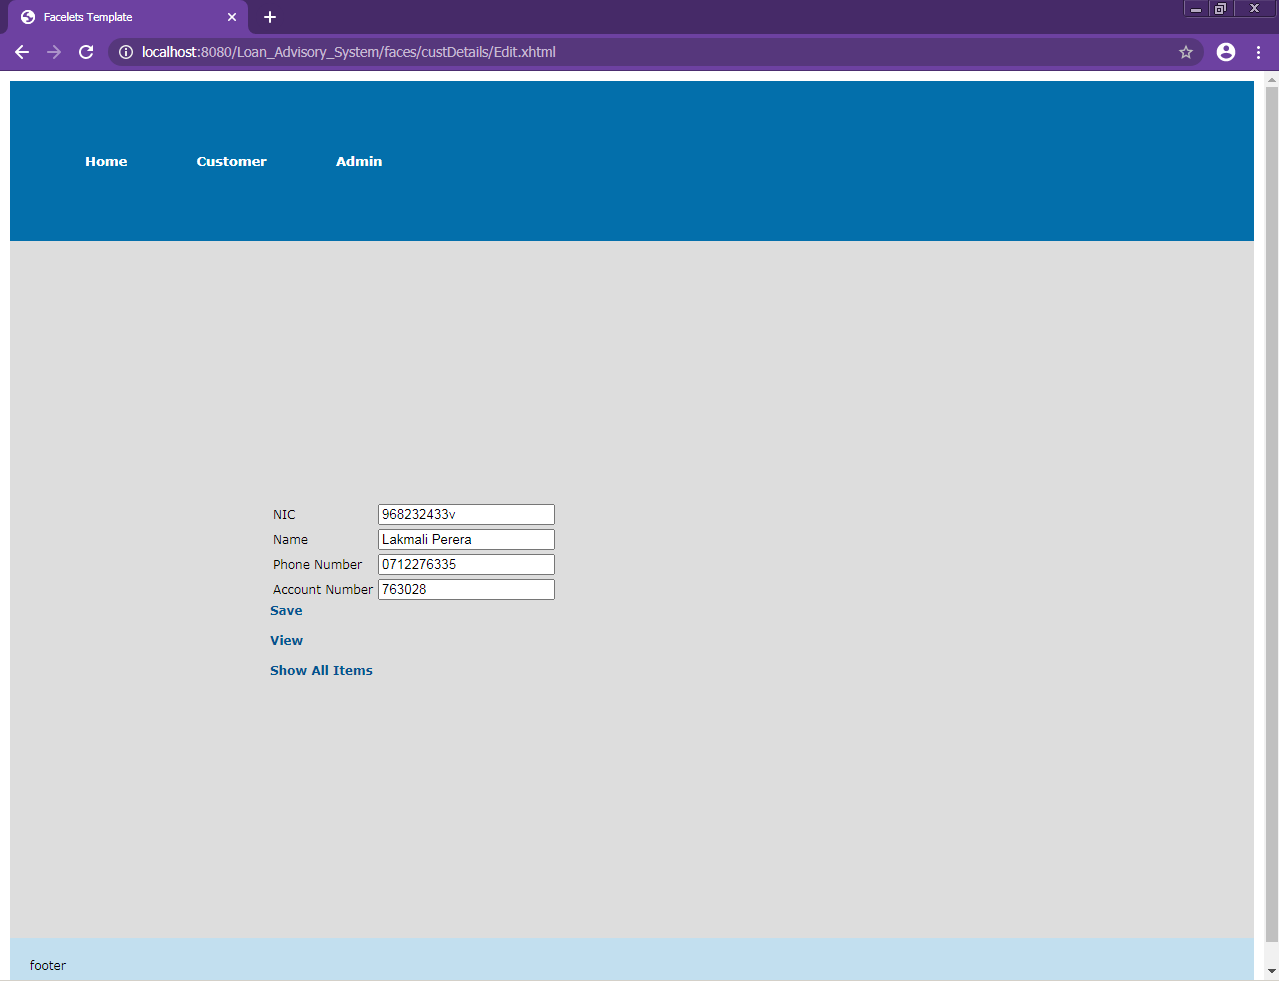 Facelets Template
localhost:8080/Loan_Advisory_System/faces/custDetails/Edit.xhtml
Home Customer Admin
NIC 968232433v
Name Lakmali Perera
Phone Number 0712276335
Account Number 763028
Save
View
Show All Items
footer